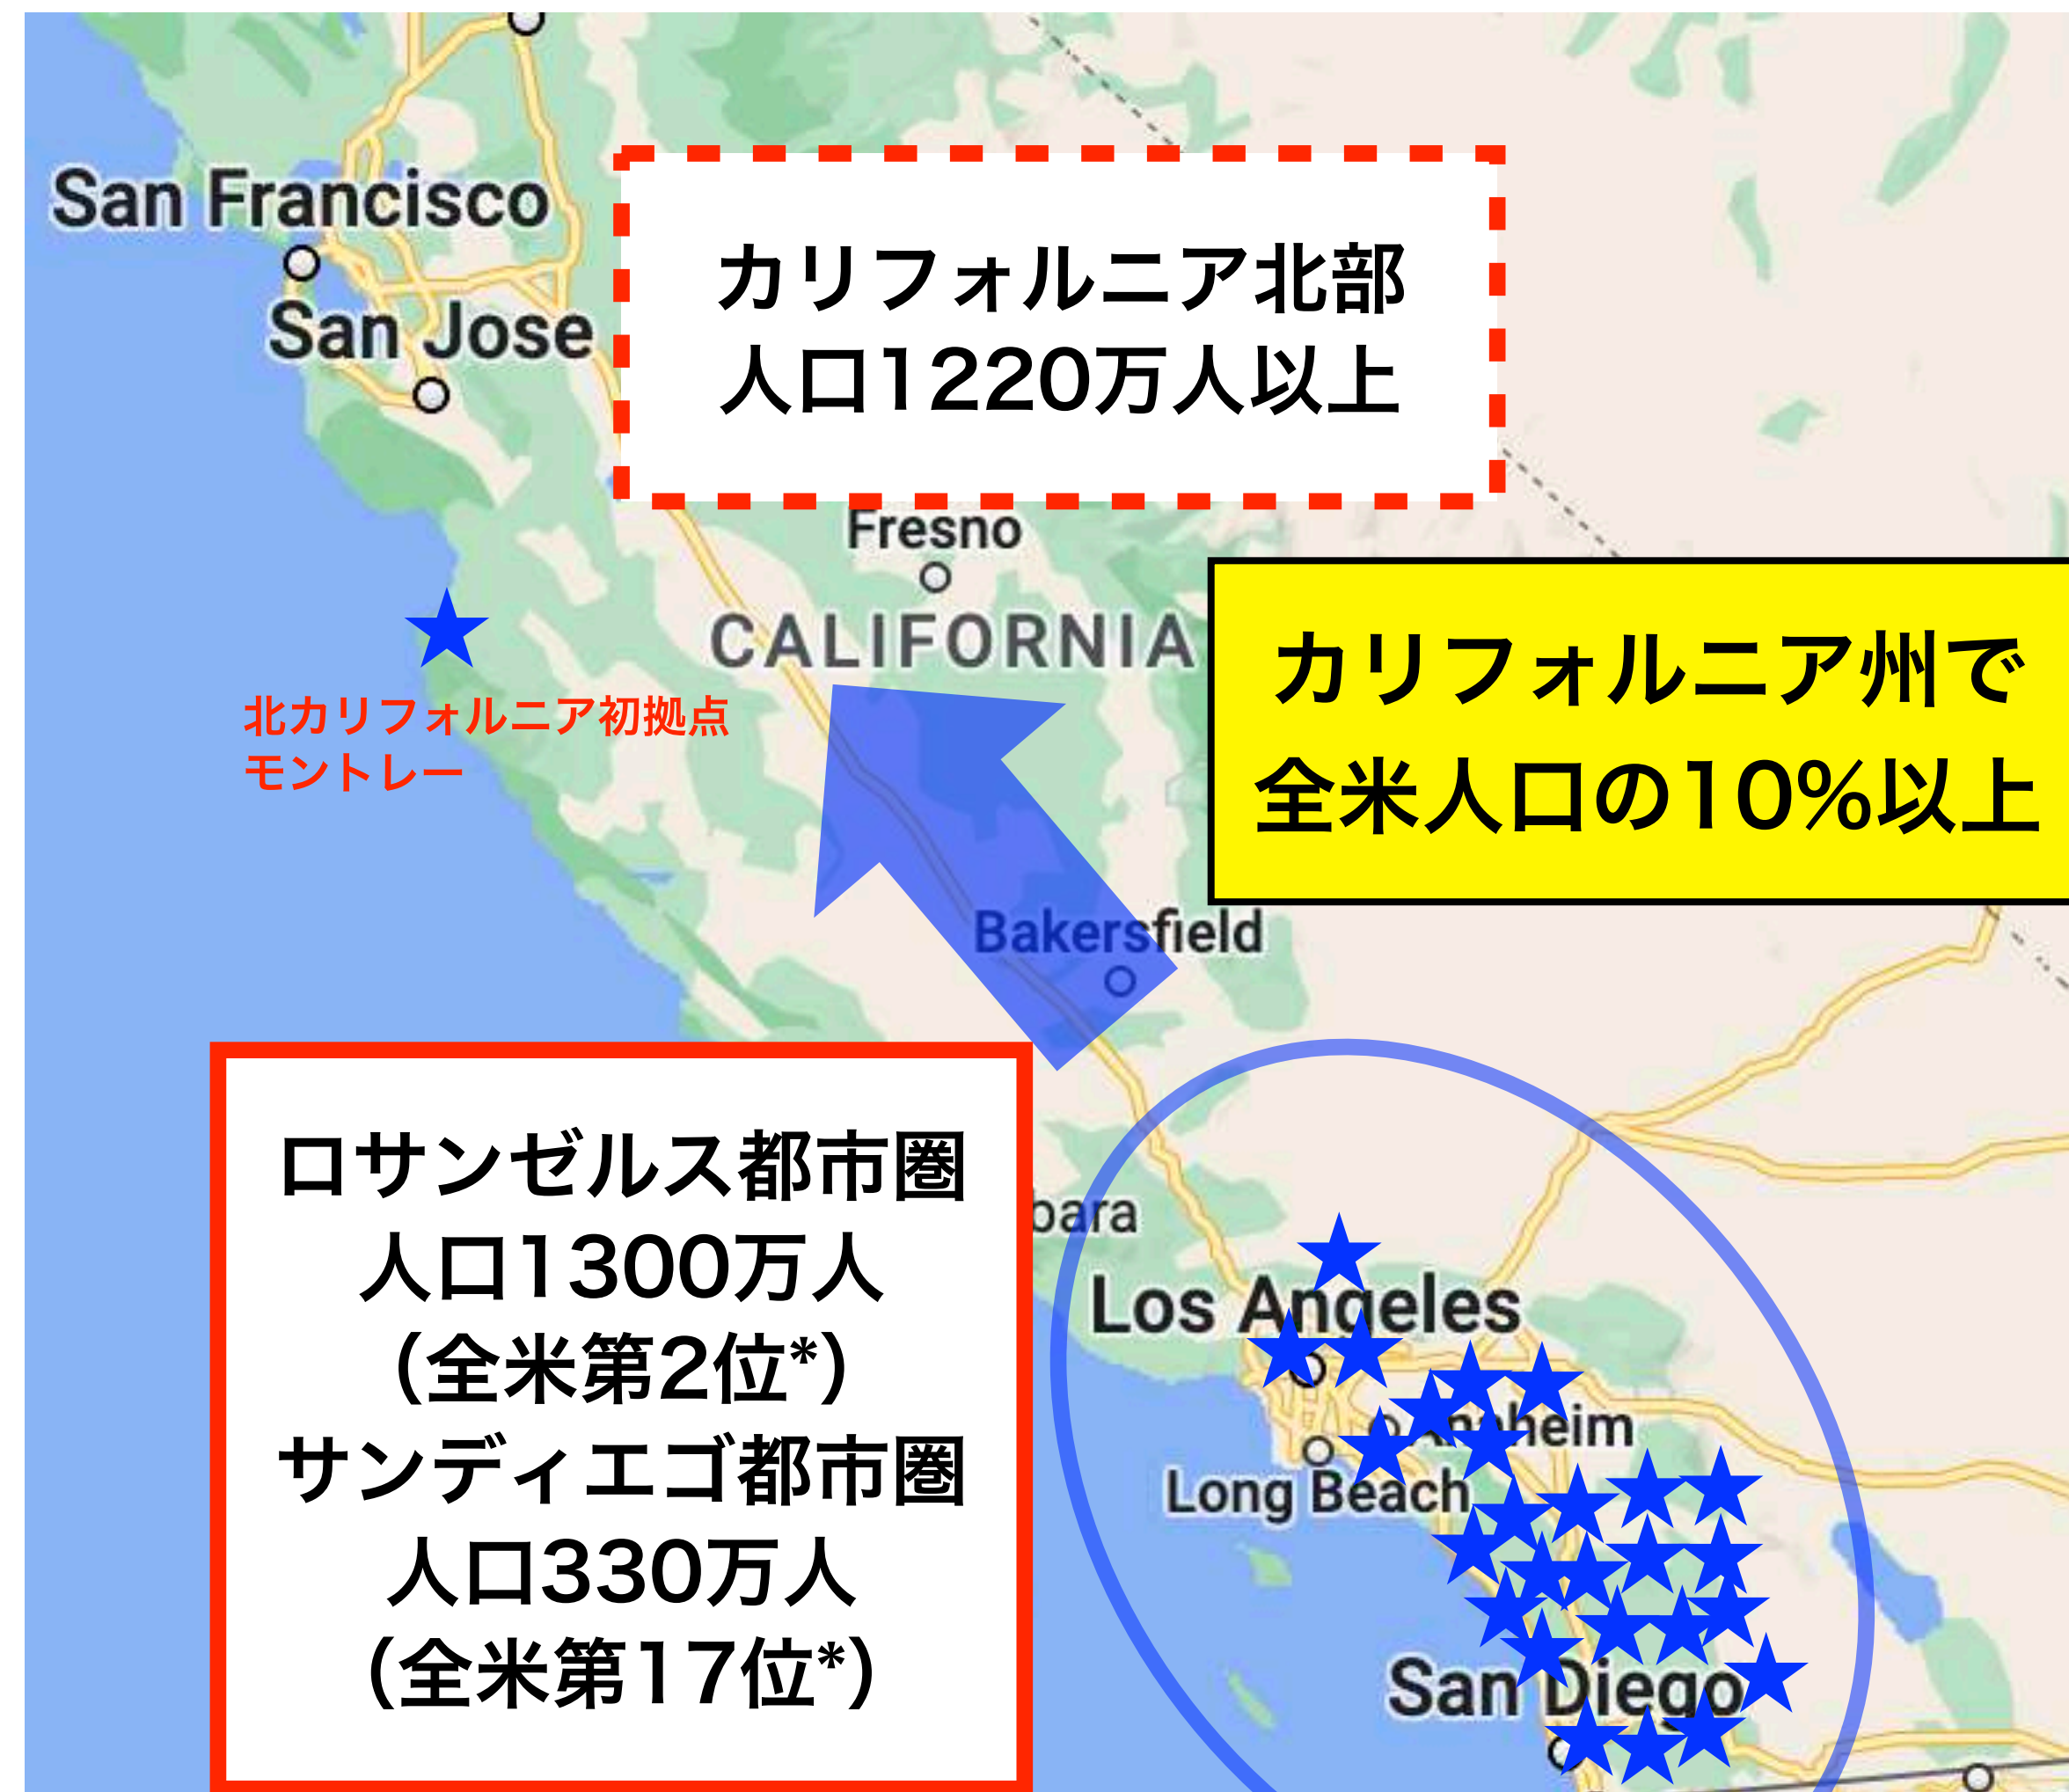 San Francisco
San Jose
カリフォルニア北部
人口1220万人以上
Fresno
CALIFORNIA
カリフォルニア州で
全米人口の10%以上
北カリフォルニア初拠点
モントレー
Bakersfield
ロサンゼルス都市圏
人口1300万人
（全米第2位*）
サンディエゴ都市圏
人口330万人
（全米第17位*）
bara
Los Angeles
Anaheim
Long Beach
San Diego